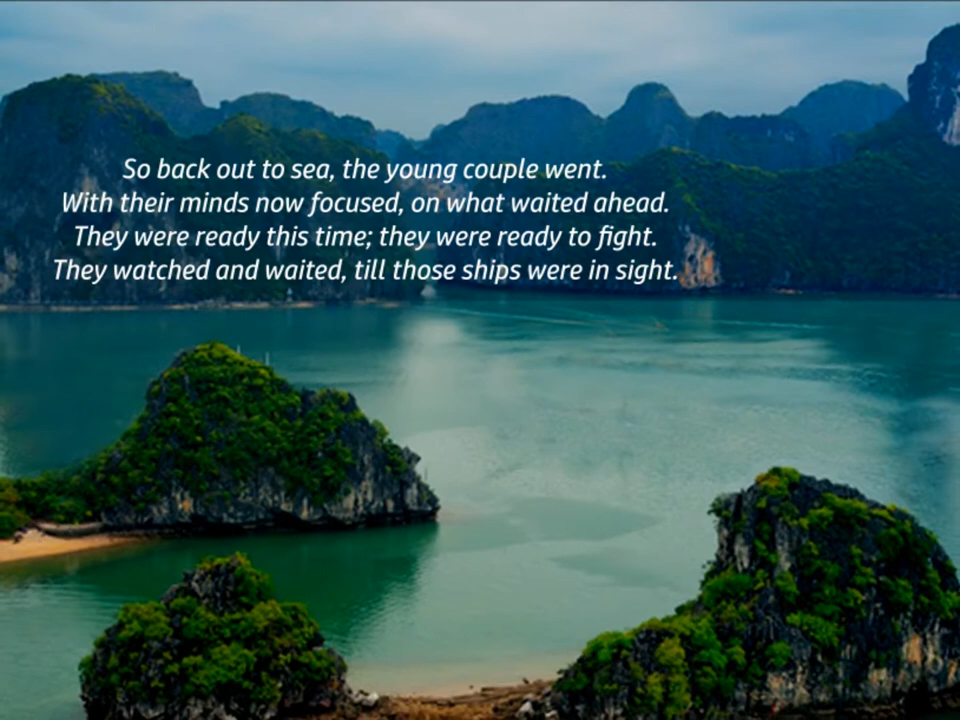 So back out to sea, the young couple went.
With their minds now focused, on what waited ahead.
They were ready this time; they were ready to fight.
They watched and waited, till those ships were in sight.